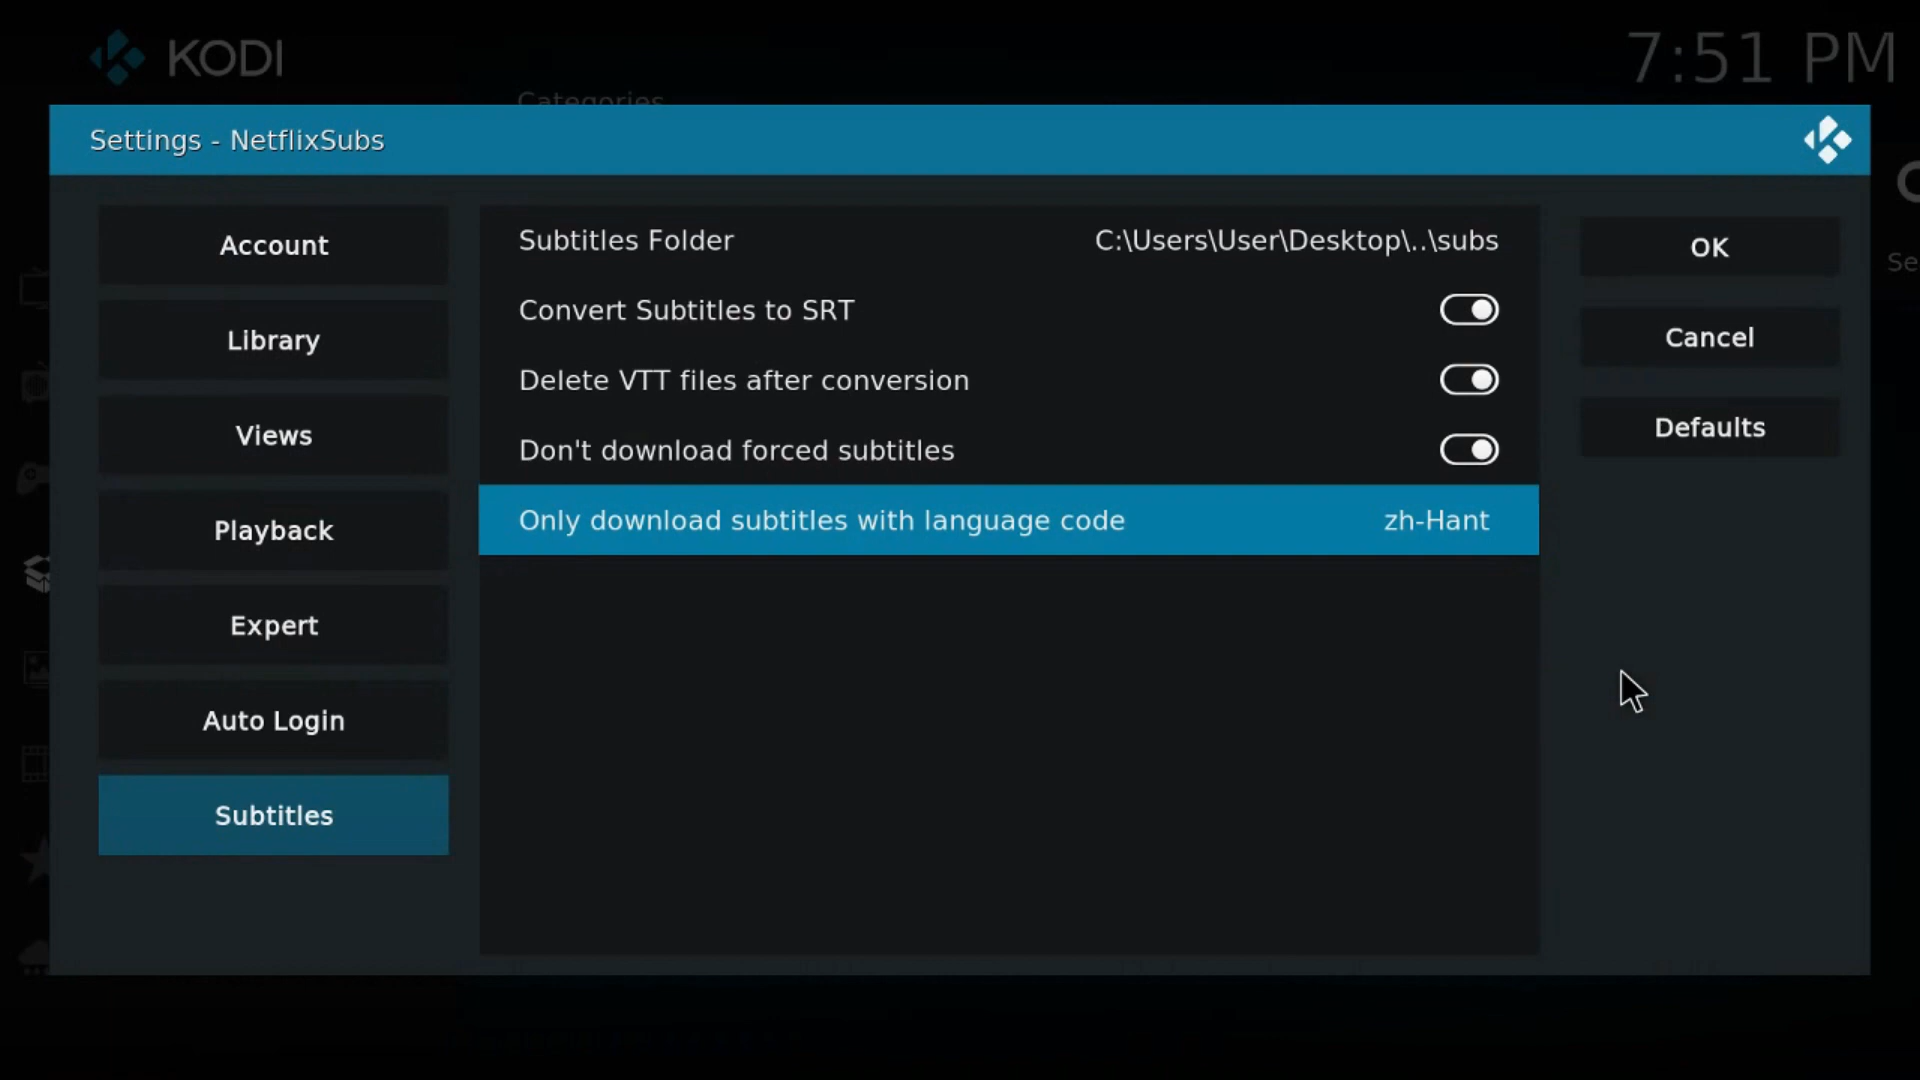 KODI
7:51 PM
Categories
Settings - NetflixSubs
Account
Library
Views
Playback
Expert
Auto Login
Subtitles
Subtitles Folder C:\Users\User\Desktop\..\subs
Convert Subtitles to SRT
Delete VTT files after conversion
Don't download forced subtitles
Only download subtitles with language code zh-Hant
OK
Cancel
Defaults